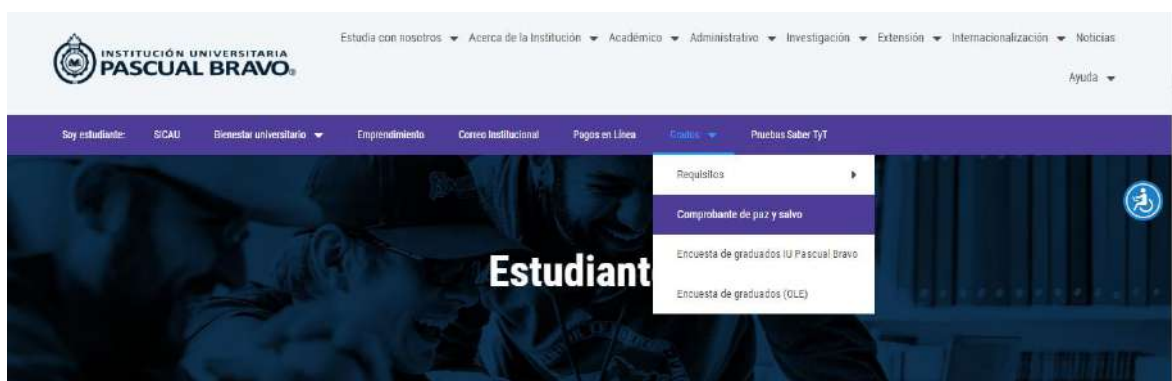 INSTITUCIÓN UNIVERSITARIA
PASCUAL BRAVO®
Estudia con nosotros Acerca de la Institución Académico Administrativo Investigación Extensión Internacionalización Noticias
Ayuda
Soy estudiante: SICAU Bienestar universitario Emprendimiento Correo Institucional Pagos en Línea Grados Pruebas Saber TyT
Requisitos
Comprobante de paz y salvo
Encuesta de graduados IU Pascual Bravo
Encuesta de graduados (OLE)
Estudiant